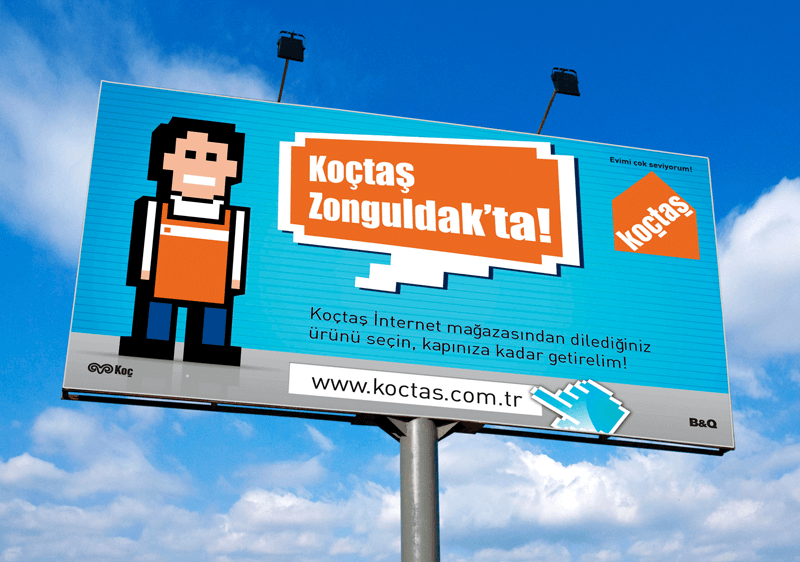 Evimi çok seviyorum!
koçtaş
Koçtaş
Zonguldak'ta!
Koçtaş İnternet mağazasından dilediğiniz
ürünü seçin, kapınıza kadar getirelim!
www.koctas.com.tr
Koç
B&Q